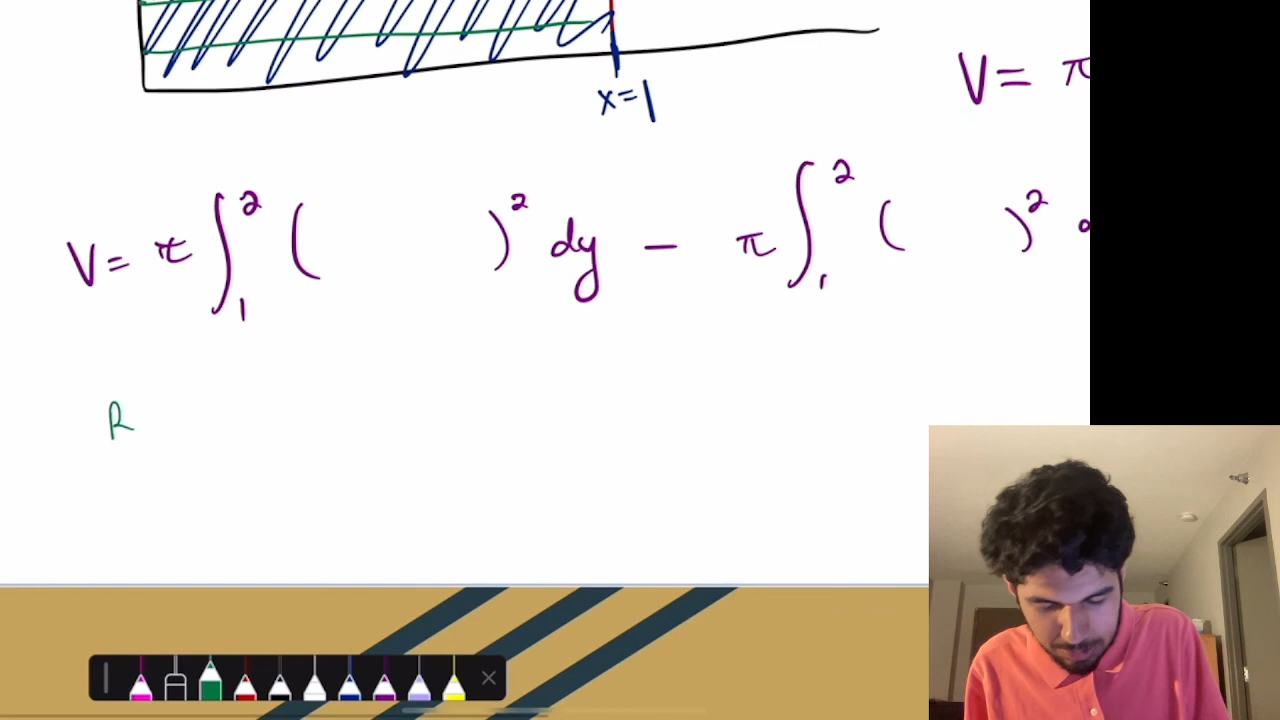 x=1
V= π
V= π ∫₁² (      )² dy − π ∫₁² (      )² d
R